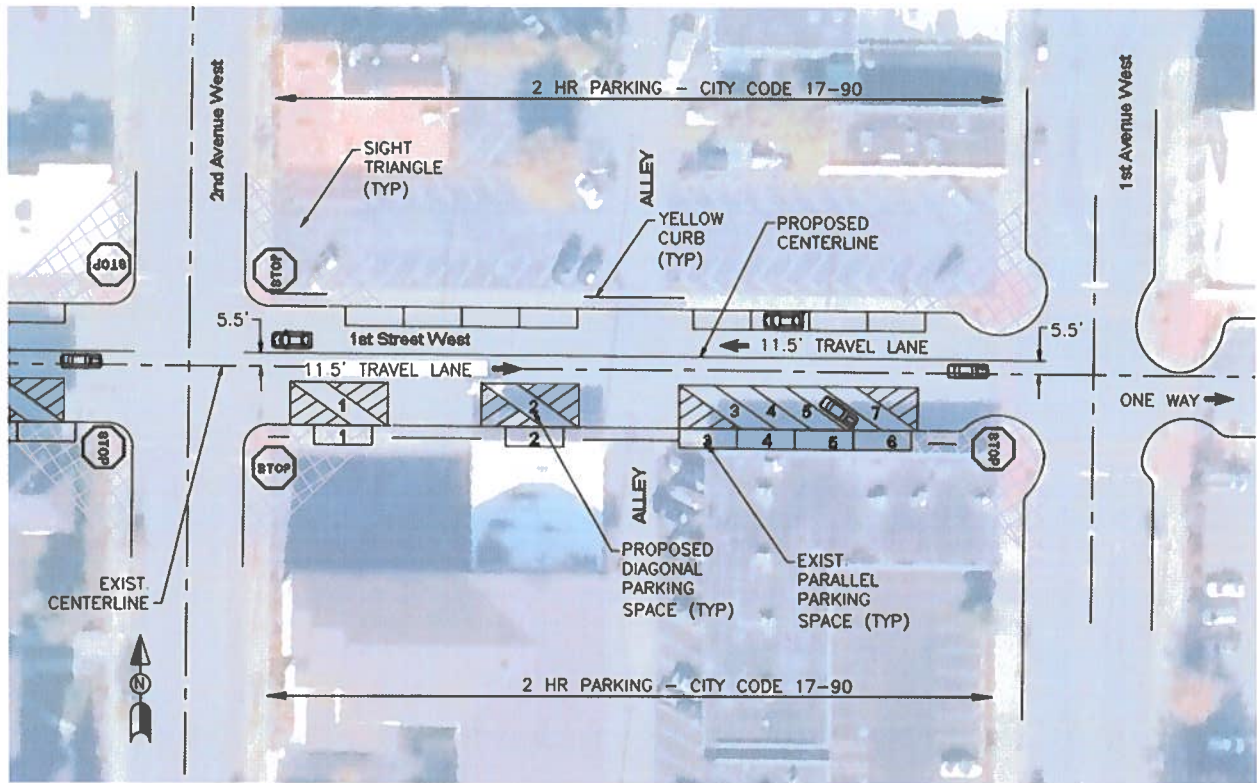 2nd Avenue West
1st Avenue West
2 HR PARKING - CITY CODE 17-90
SIGHT
TRIANGLE
(TYP)
ALLEY
YELLOW
CURB
(TYP)
PROPOSED
CENTERLINE
STOP
STOP
5.5'
1st Street West
11.5' TRAVEL LANE
5.5'
11.5' TRAVEL LANE
ONE WAY
1
2
3
4
5
7
1
2
3
4
5
6
STOP
STOP
STOP
ALLEY
EXIST.
CENTERLINE
PROPOSED
DIAGONAL
PARKING
SPACE (TYP)
EXIST.
PARALLEL
PARKING
SPACE (TYP)
N
2 HR PARKING - CITY CODE 17-90